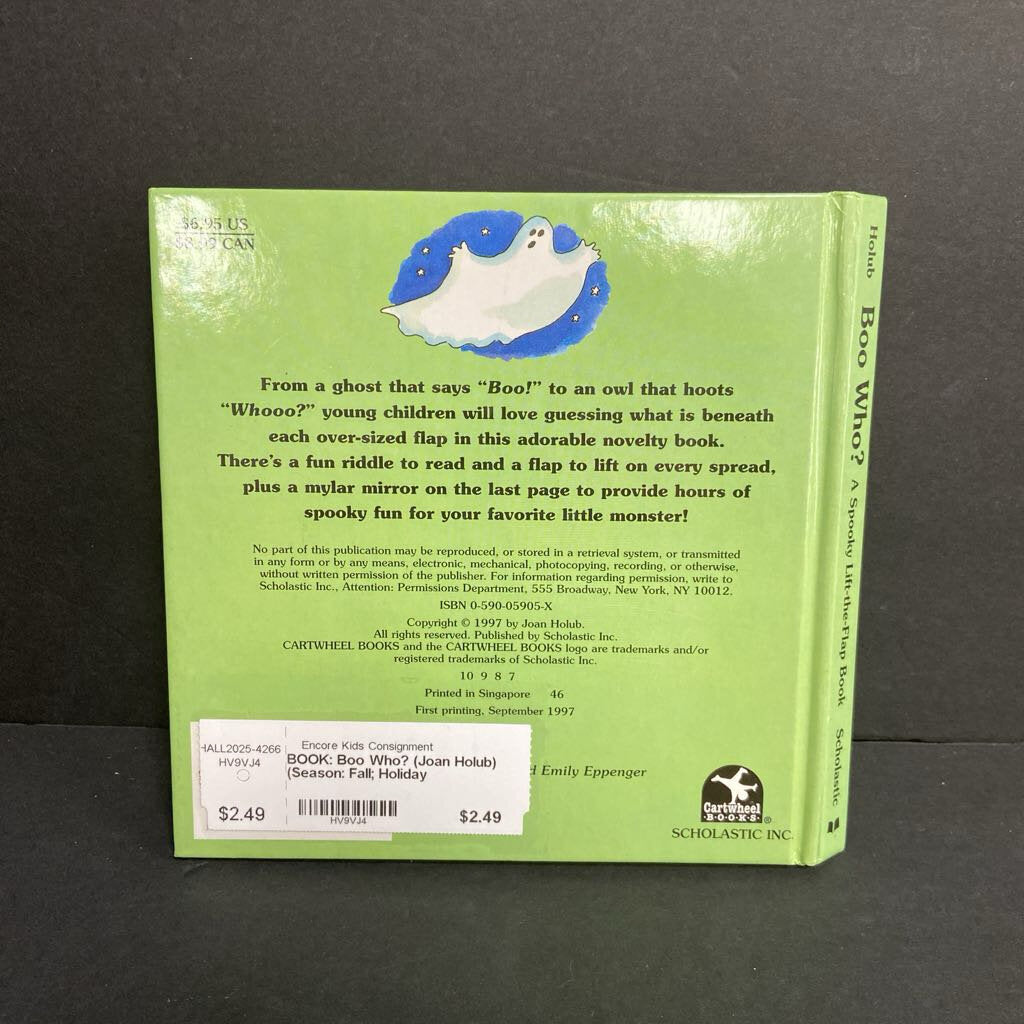 $6.95 US
$8.99 CAN
From a ghost that says “Boo!” to an owl that hoots
“Whooo?” young children will love guessing what is beneath
each over-sized flap in this adorable novelty book.
There’s a fun riddle to read and a flap to lift on every spread,
plus a mylar mirror on the last page to provide hours of
spooky fun for your favorite little monster!
No part of this publication may be reproduced, or stored in a retrieval system, or transmitted
in any form or by any means, electronic, mechanical, photocopying, recording, or otherwise,
without written permission of the publisher. For information regarding permission, write to
Scholastic Inc., Attention: Permissions Department, 555 Broadway, New York, NY 10012.
ISBN 0-590-05905-X
Copyright © 1997 by Joan Holub.
All rights reserved. Published by Scholastic Inc.
CARTWHEEL BOOKS and the CARTWHEEL BOOKS logo are trademarks and/or
registered trademarks of Scholastic Inc.
10 9 8 7
Printed in Singapore 46
First printing, September 1997
Emily Eppenger
HALL2025-4266
HV9VJ4
$2.49
Encore Kids Consignment
BOOK: Boo Who? (Joan Holub)
(Season: Fall; Holiday
HV9VJ4
$2.49
Cartwheel
·B·O·O·K·S·®
SCHOLASTIC INC.
Holub Boo Who? A Spooky Lift-the-Flap Book Scholastic